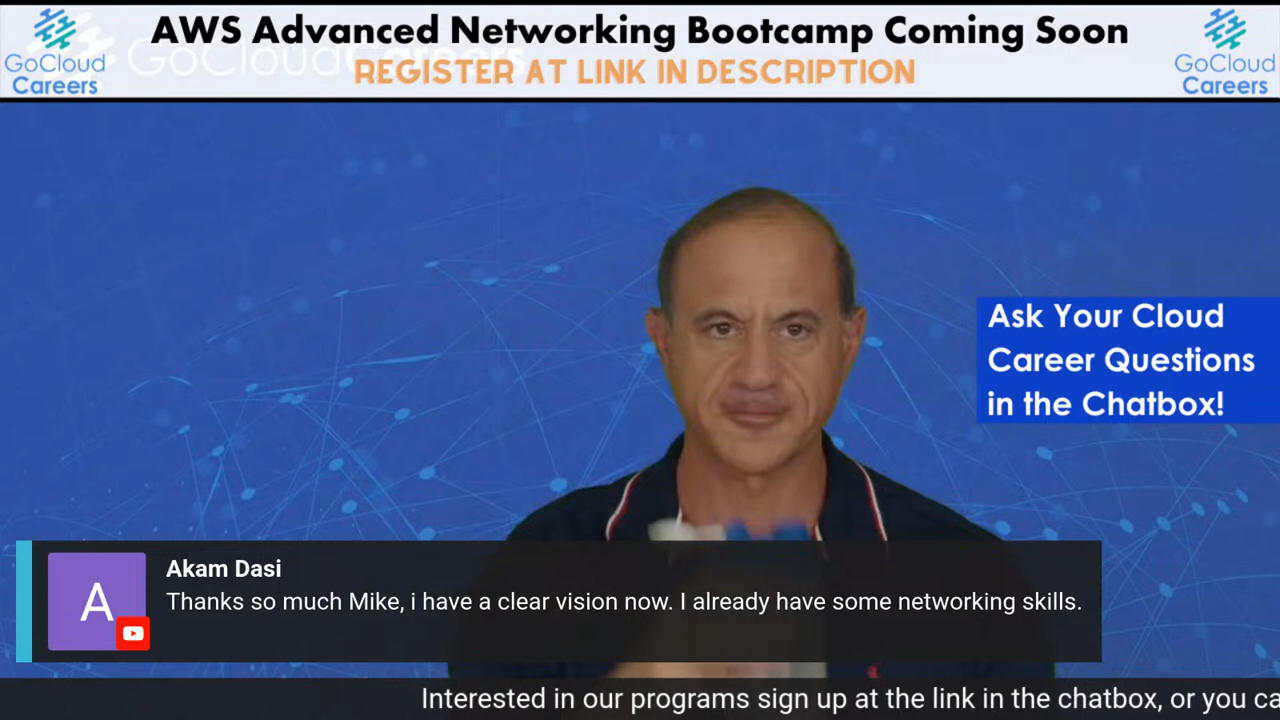 AWS Advanced Networking Bootcamp Coming Soon
REGISTER AT LINK IN DESCRIPTION
GoCloud
Careers
GoCloudCareers
GoCloud
Careers
Ask Your Cloud
Career Questions
in the Chatbox!
A
Akam Dasi
Thanks so much Mike, i have a clear vision now. I already have some networking skills.
Interested in our programs sign up at the link in the chatbox, or you ca